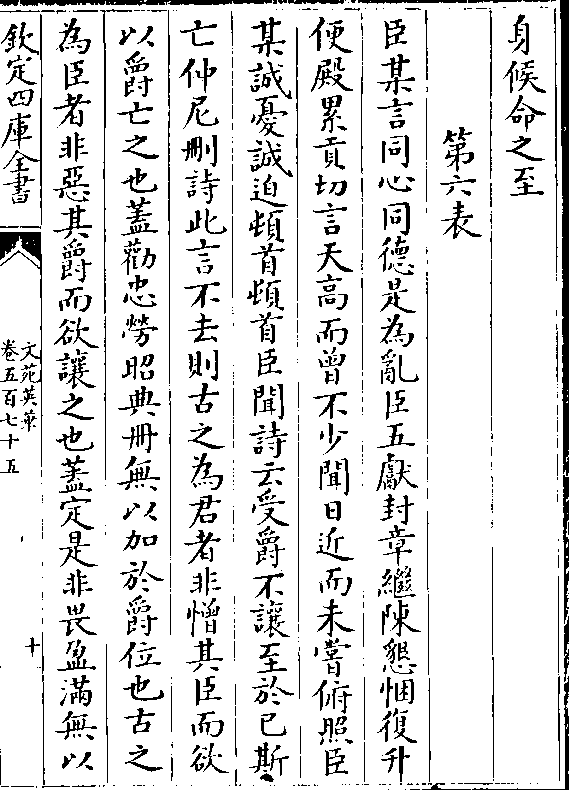 身候命之至
第六表
臣某言同心同德是為亂臣五獻封章繼陳懇悃復升
便殿累貢切言天高而曾不少聞日近而未嘗俯照臣
某誠憂誠迫頓首頓首臣聞詩云受爵不讓至於已斯
亡仲尼刪詩此言不去則古之為君者非憎其臣而欲
以爵亡之也蓋勸忠勞昭典冊無以加於爵位也古之
為臣者非惡其爵而欲讓之也蓋定是非畏盈滿無以
欽定四庫全書
文苑英華
卷五百七十五
十